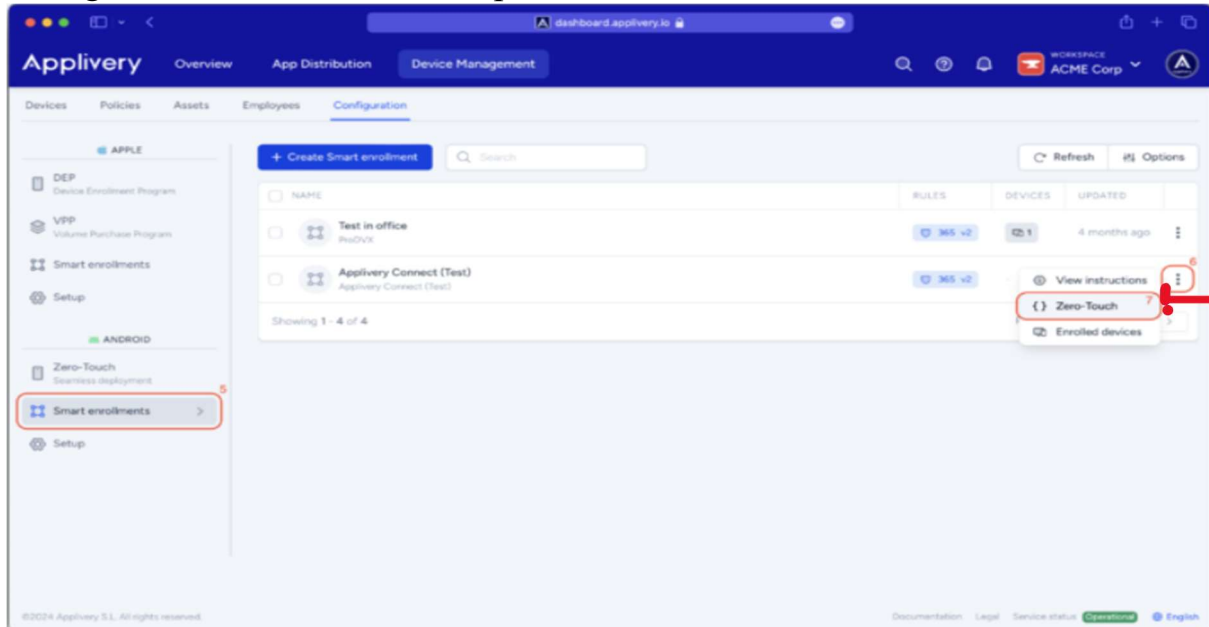 dashboard.applivery.io
Applivery Overview App Distribution Device Management WORKSPACE ACME Corp
Devices Policies Assets Employees Configuration
APPLE
DEP
Device Enrollment Program
VPP
Volume Purchase Program
Smart enrollments
Setup
ANDROID
Zero-Touch
Seamless deployment
5
Smart enrollments
Setup
+ Create Smart enrollment Search Refresh Options
NAME RULES DEVICES UPDATED
Test in office 365 v2 1 4 months ago
ProDVX
Applivery Connect (Test) 365 v2
Applivery Connect (Test)
6
View instructions
{} Zero-Touch 7
Enrolled devices
Showing 1 - 4 of 4
©2024 Applivery S.L. All rights reserved. Documentation Legal Service status Operational English